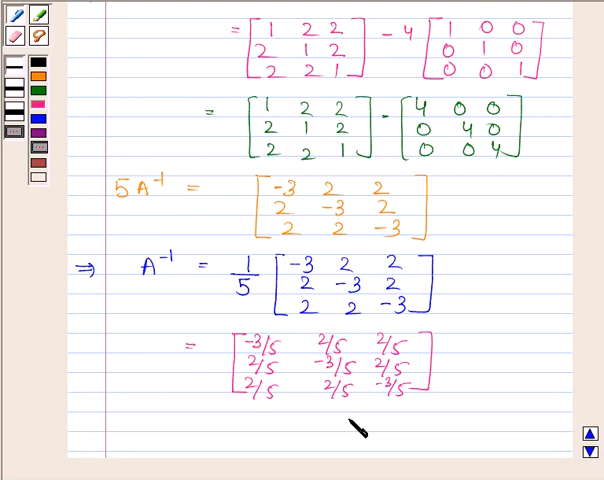 = [ 1 2 2 - 4 [ 1 0 0
2 1 2 0 1 0
2 2 1 ] 0 0 1 ]
= [ 1 2 2 - [ 4 0 0
2 1 2 0 4 0
2 2 1 ] 0 0 4 ]
5A⁻¹ = [ -3 2 2
2 -3 2
2 2 -3 ]
⇒ A⁻¹ = 1/5 [ -3 2 2
2 -3 2
2 2 -3 ]
= [ -3/5 2/5 2/5
2/5 -3/5 2/5
2/5 2/5 -3/5 ]